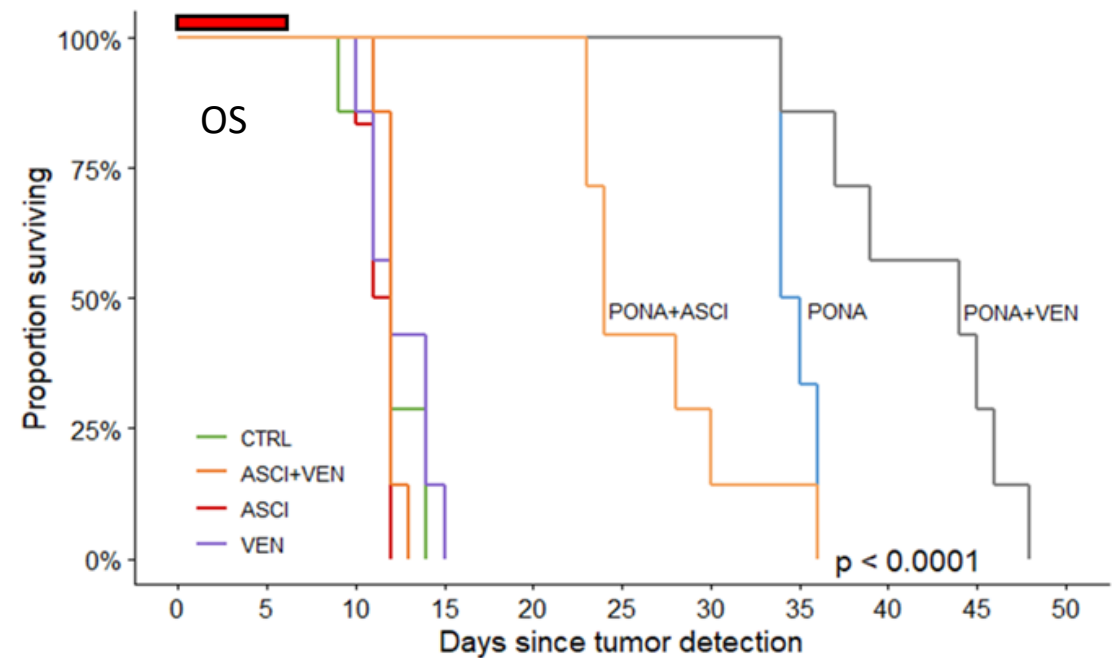 100%
OS
75%
50%
25%
0%
Proportion surviving
PONA+ASCI
PONA
PONA+VEN
CTRL
ASCI+VEN
ASCI
VEN
p < 0.0001
0 5 10 15 20 25 30 35 40 45 50
Days since tumor detection